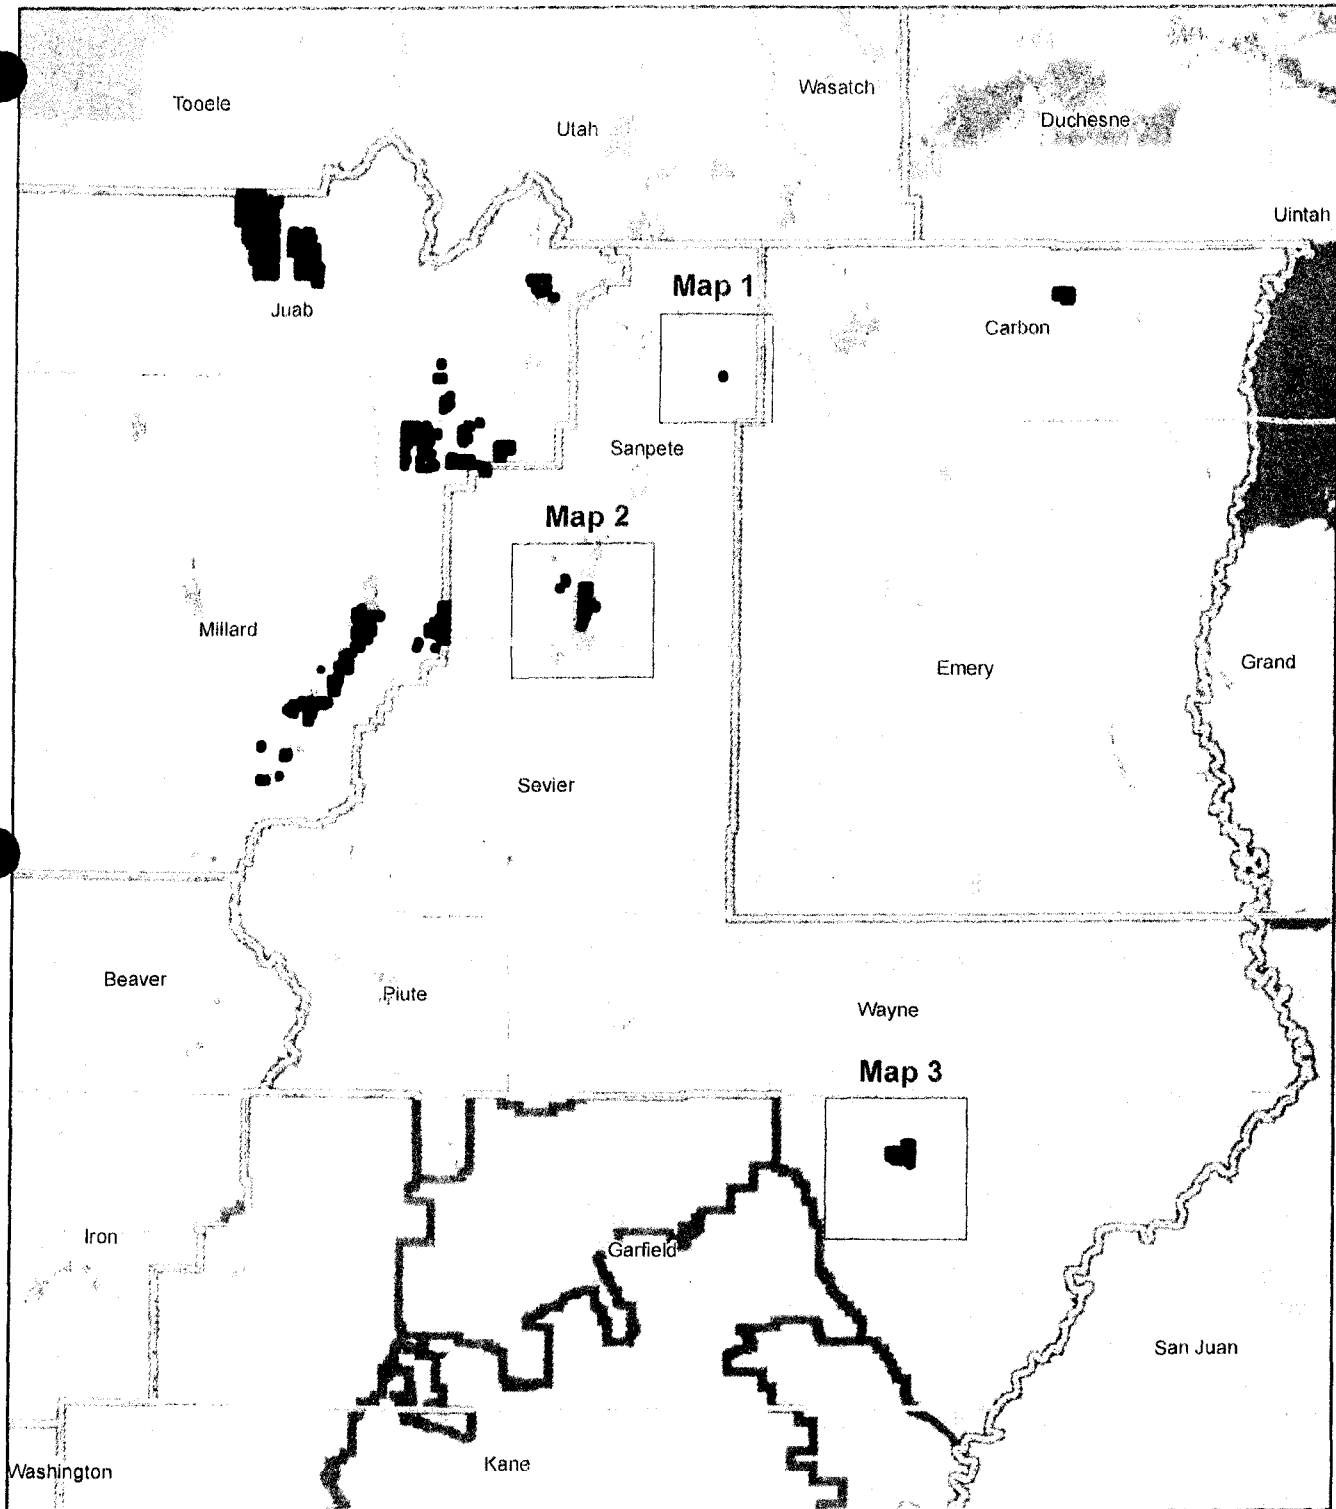 Wasatch
Tooele
Duchesne
Utah
Uintah
Map 1
Juab
Carbon
Sanpete
Map 2
Millard
Grand
Emery
Sevier
Beaver
Piute
Wayne
Map 3
Iron
Garfield
San Juan
Kane
Washington